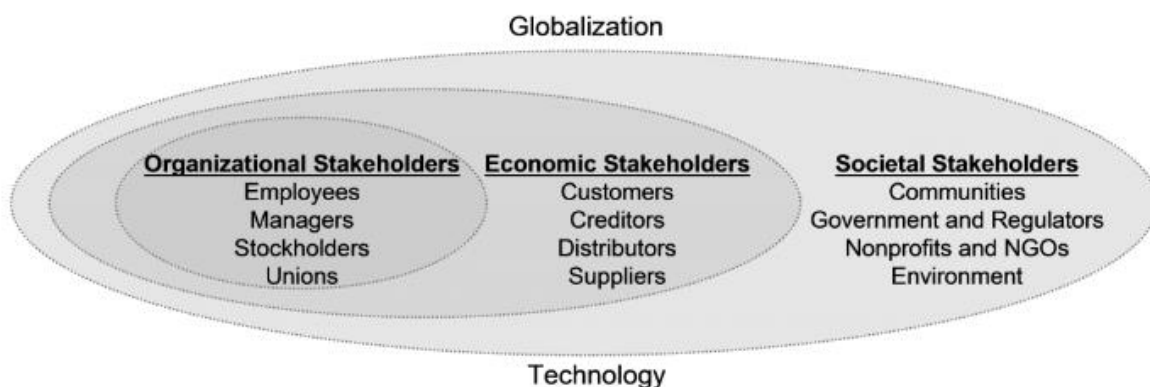 Globalization
Organizational Stakeholders
Employees
Managers
Stockholders
Unions
Economic Stakeholders
Customers
Creditors
Distributors
Suppliers
Societal Stakeholders
Communities
Government and Regulators
Nonprofits and NGOs
Environment
Technology